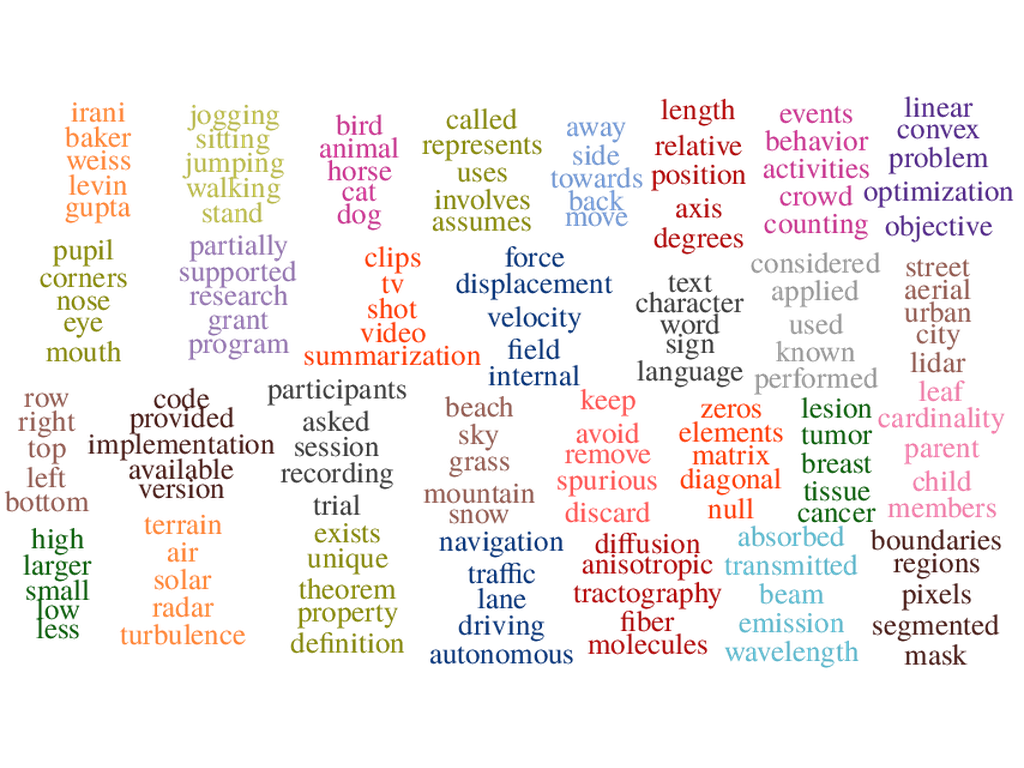 irani
baker
weiss
levin
gupta
jogging
sitting
jumping
walking
stand
bird
animal
horse
cat
dog
called
represents
uses
involves
assumes
away
side
towards
back
move
length
relative
position
axis
degrees
events
behavior
activities
crowd
counting
linear
convex
problem
optimization
objective
pupil
corners
nose
eye
mouth
partially
supported
research
grant
program
clips
tv
shot
video
summarization
force
displacement
velocity
field
internal
text
character
word
sign
language
considered
applied
used
known
performed
street
aerial
urban
city
lidar
row
right
top
left
bottom
code
provided
implementation
available
version
participants
asked
session
recording
trial
beach
sky
grass
mountain
snow
keep
avoid
remove
spurious
discard
zeros
elements
matrix
diagonal
null
lesion
tumor
breast
tissue
cancer
leaf
cardinality
parent
child
members
high
larger
small
low
less
terrain
air
solar
radar
turbulence
exists
unique
theorem
property
definition
navigation
traffic
lane
driving
autonomous
diffusion
anisotropic
tractography
fiber
molecules
absorbed
transmitted
beam
emission
wavelength
boundaries
regions
pixels
segmented
mask